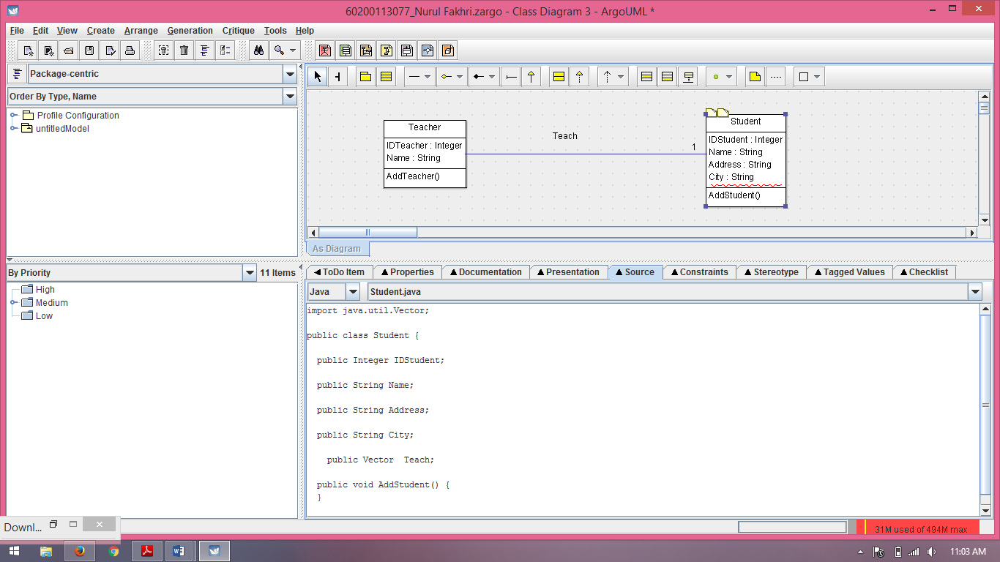 60200113077_Nurul Fakhri.zargo - Class Diagram 3 - ArgoUML *
File Edit View Create Arrange Generation Critique Tools Help
Package-centric
Order By Type, Name
Profile Configuration
untitledModel
Teacher
IDTeacher : Integer
Name : String
AddTeacher()
Teach
1
Student
IDStudent : Integer
Name : String
Address : String
City : String
AddStudent()
As Diagram
By Priority 11 Items
High
Medium
Low
ToDo Item Properties Documentation Presentation Source Constraints Stereotype Tagged Values Checklist
Java Student.java
import java.util.Vector;
public class Student {
public Integer IDStudent;
public String Name;
public String Address;
public String City;
public Vector  Teach;
public void AddStudent() {
}
Downl...
31M used of 494M max
11:03 AM